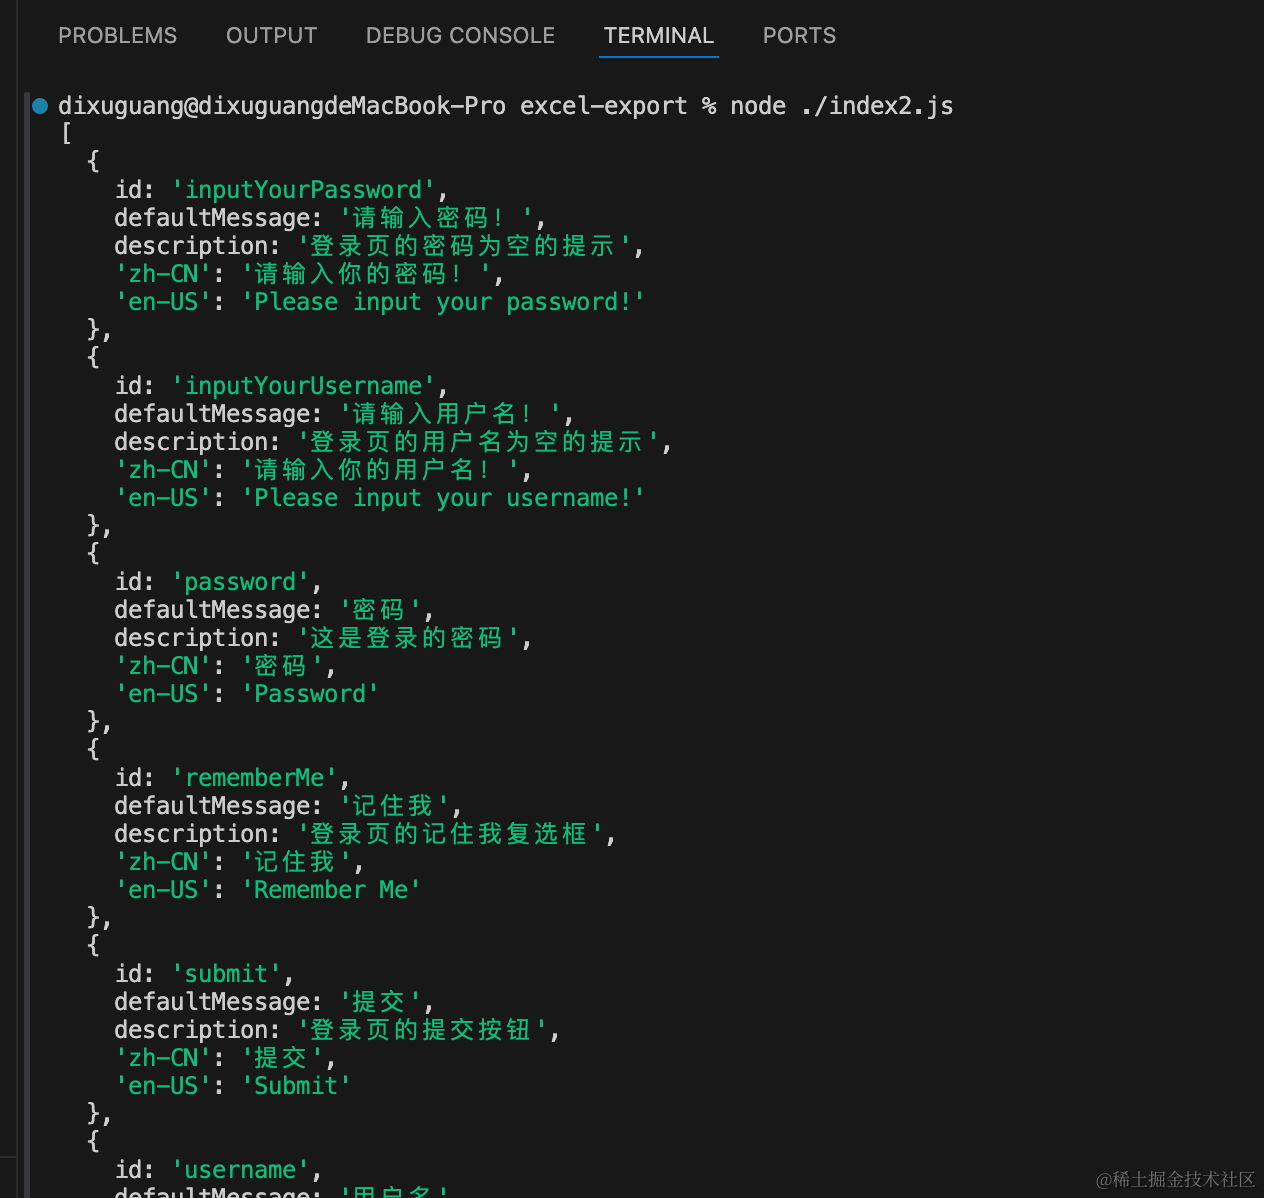 PROBLEMS OUTPUT DEBUG CONSOLE TERMINAL PORTS
dixuguang@dixuguangdeMacBook-Pro excel-export % node ./index2.js
[
  {
    id: 'inputYourPassword',
    defaultMessage: '请输入密码！',
    description: '登录页的密码为空的提示',
    'zh-CN': '请输入你的密码！',
    'en-US': 'Please input your password!'
  },
  {
    id: 'inputYourUsername',
    defaultMessage: '请输入用户名！',
    description: '登录页的用户名为空的提示',
    'zh-CN': '请输入你的用户名！',
    'en-US': 'Please input your username!'
  },
  {
    id: 'password',
    defaultMessage: '密码',
    description: '这是登录的密码',
    'zh-CN': '密码',
    'en-US': 'Password'
  },
  {
    id: 'rememberMe',
    defaultMessage: '记住我',
    description: '登录页的记住我复选框',
    'zh-CN': '记住我',
    'en-US': 'Remember Me'
  },
  {
    id: 'submit',
    defaultMessage: '提交',
    description: '登录页的提交按钮',
    'zh-CN': '提交',
    'en-US': 'Submit'
  },
  {
    id: 'username',
    defaultMessage: '用户名'
@稀土掘金技术社区